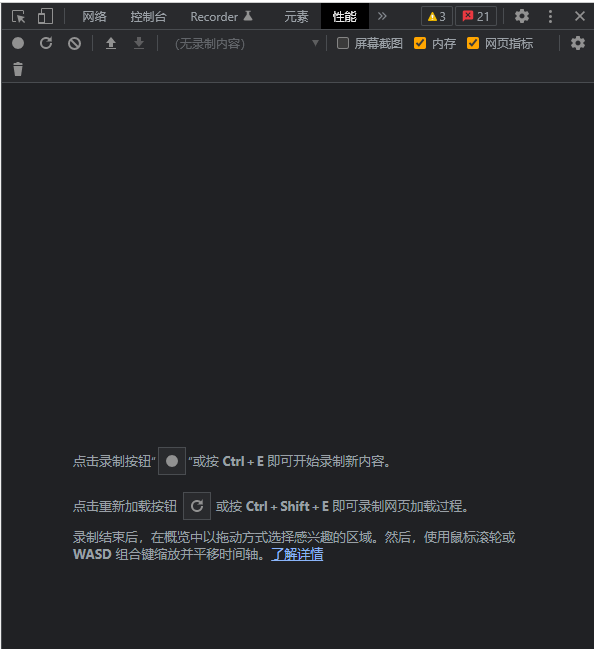 网络 控制台 Recorder 元素 性能 3 21
(无录制内容) 屏幕截图 内存 网页指标
点击录制按钮“ ”或按 Ctrl + E 即可开始录制新内容。
点击重新加载按钮 或按 Ctrl + Shift + E 即可录制网页加载过程。
录制结束后，在概览中以拖动方式选择感兴趣的区域。然后，使用鼠标滚轮或
WASD 组合键缩放并平移时间轴。了解详情